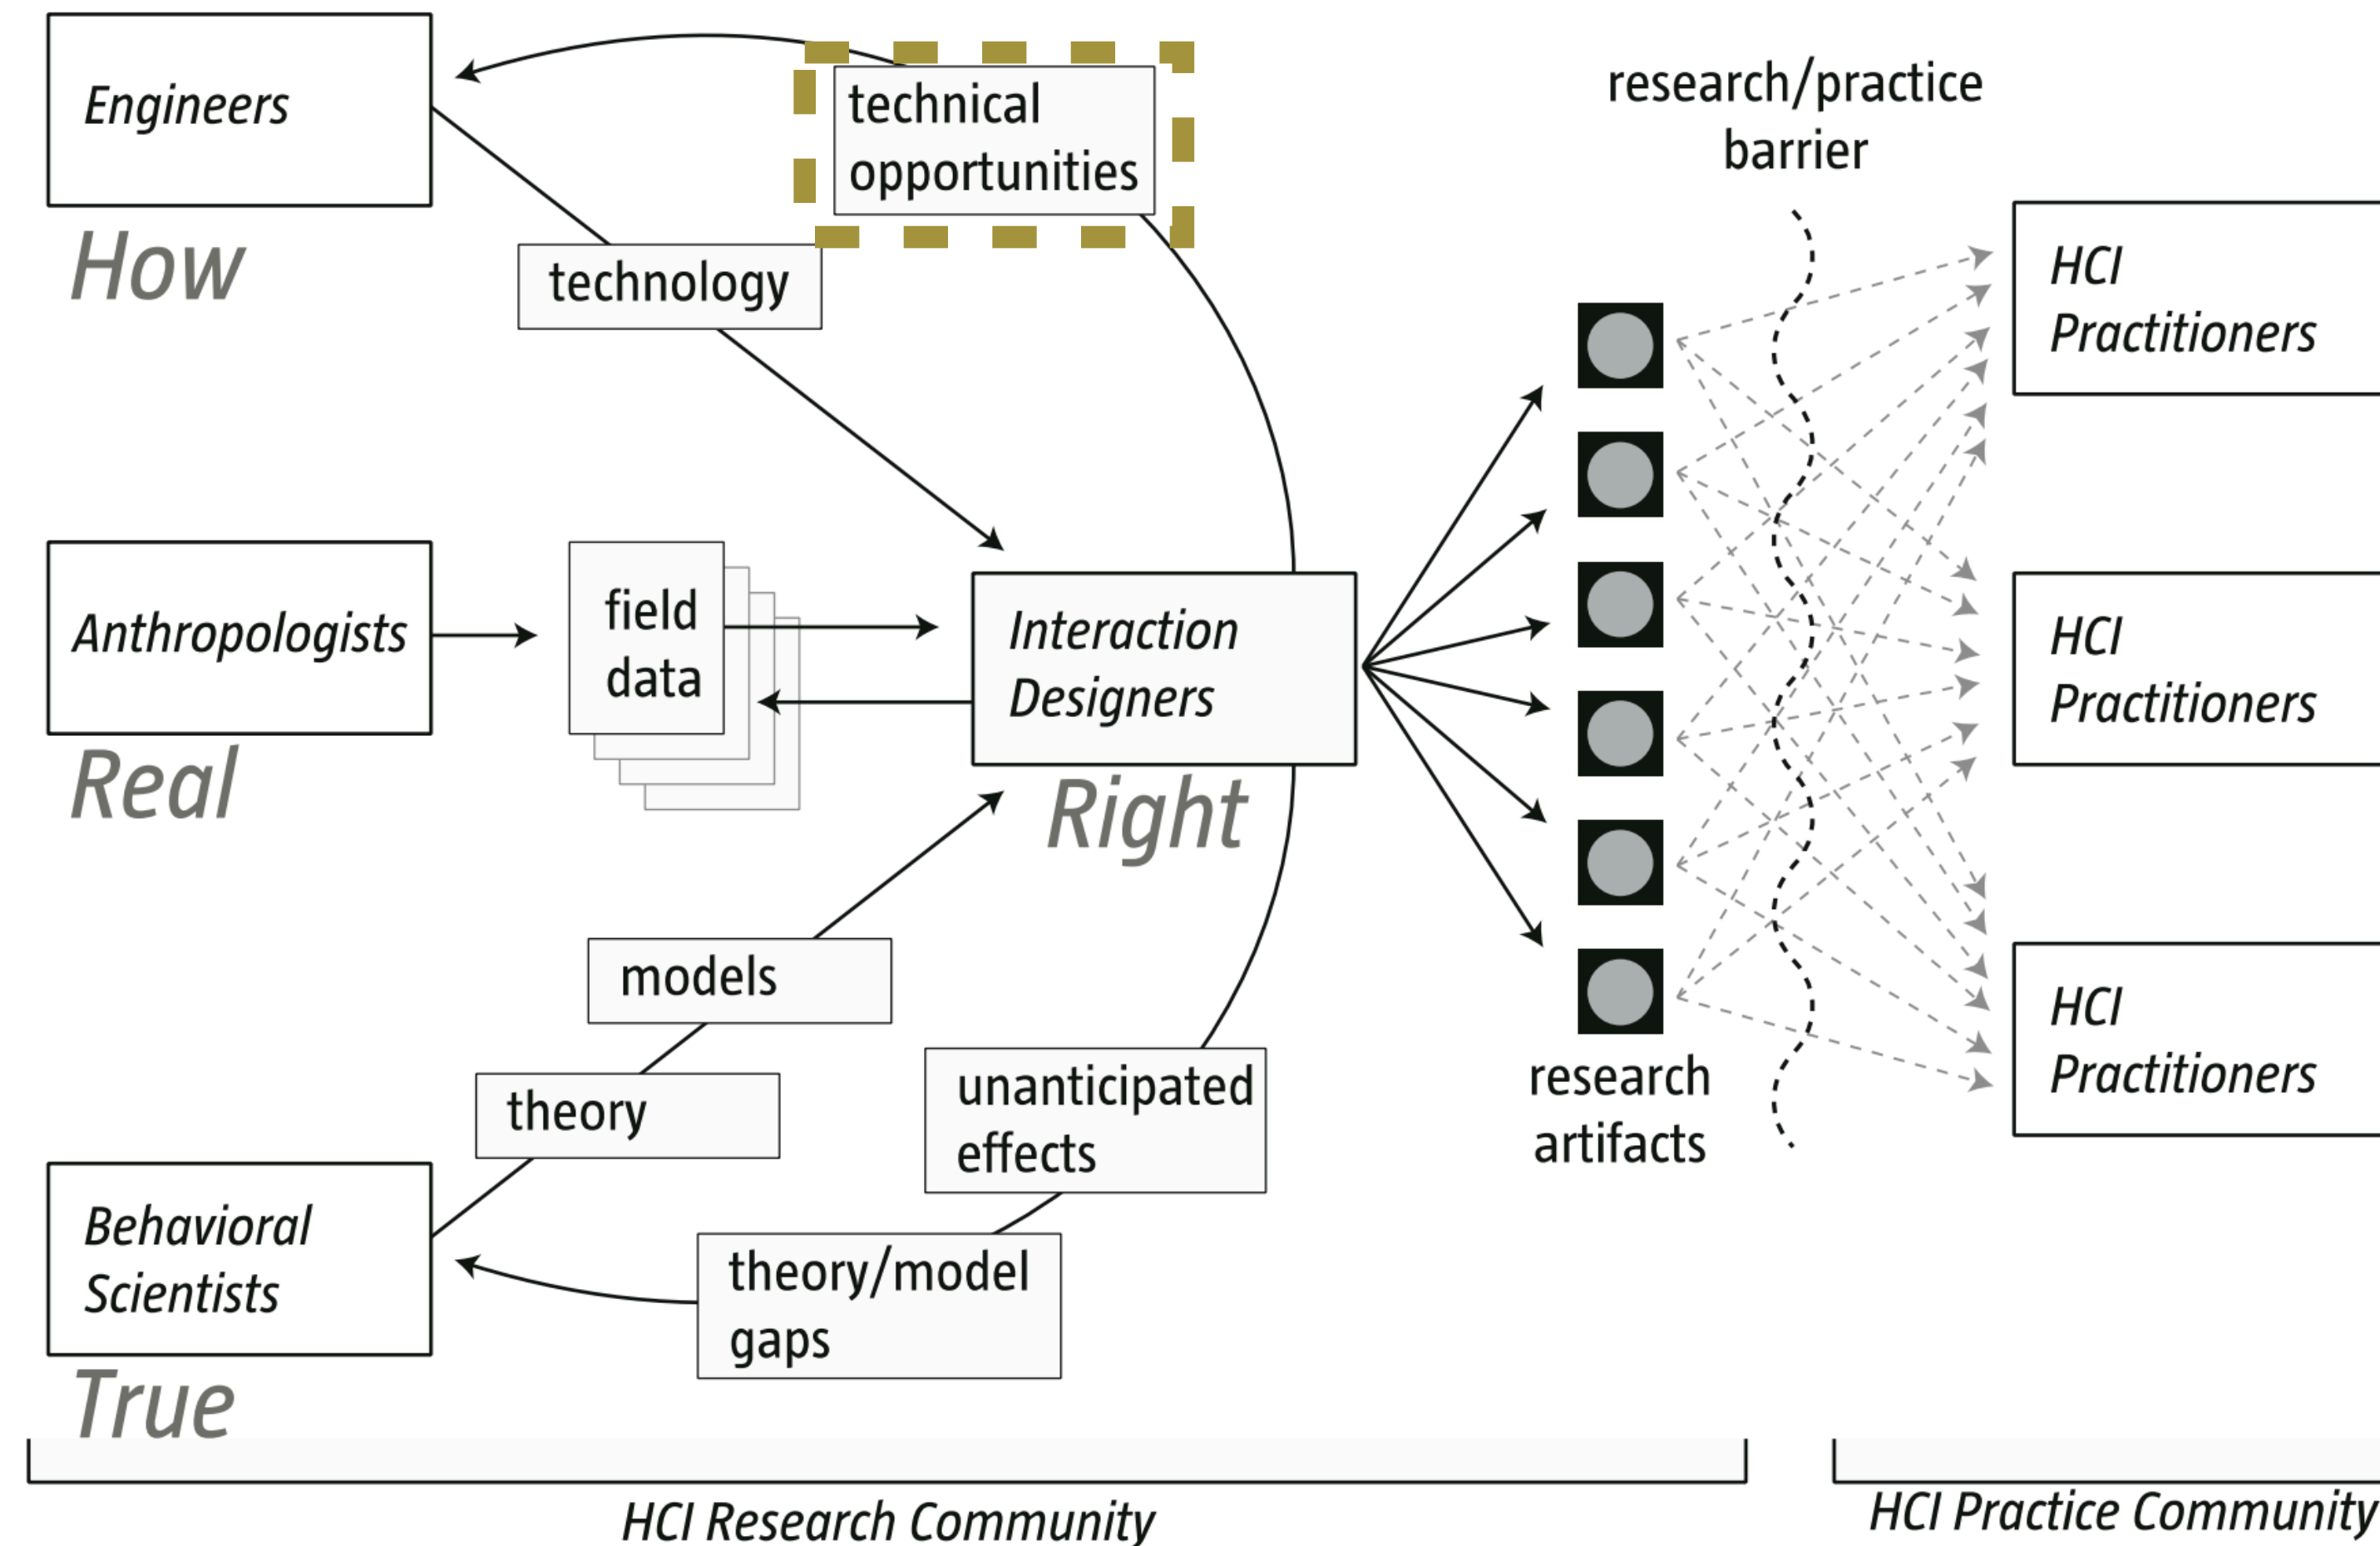 Engineers
How
technical
opportunities
technology
research/practice
barrier
Anthropologists
Real
field
data
Interaction
Designers
Right
models
theory
unanticipated
effects
theory/model
gaps
Behavioral
Scientists
True
research
artifacts
HCI
Practitioners
HCI
Practitioners
HCI
Practitioners
HCI Research Community
HCI Practice Community